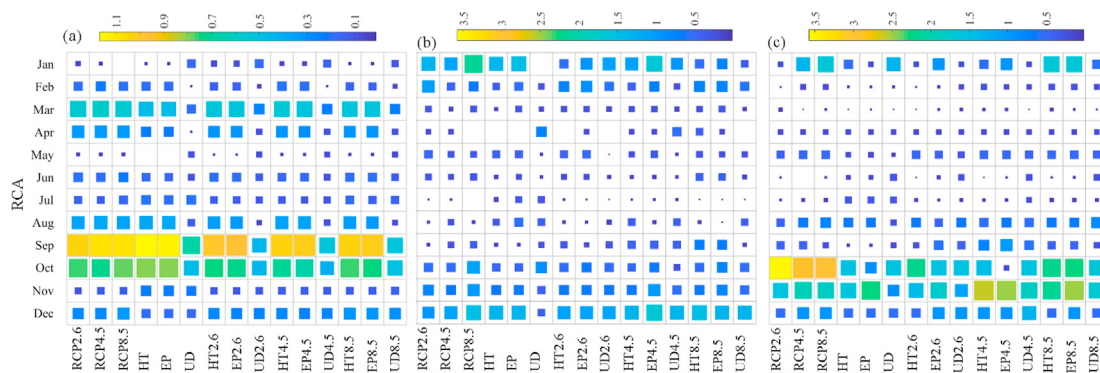 1.1 0.9 0.7 0.5 0.3 0.1
3.5 3 2.5 2 1.5 1 0.5
3.5 3 2.5 2 1.5 1 0.5
(a)
(b)
(c)
RCA
Jan
Feb
Mar
Apr
May
Jun
Jul
Aug
Sep
Oct
Nov
Dec
RCP2.6 RCP4.5 RCP8.5 HT EP UD HT2.6 EP2.6 UD2.6 HT4.5 EP4.5 UD4.5 HT8.5 EP8.5 UD8.5
RCP2.6 RCP4.5 RCP8.5 HT EP UD HT2.6 EP2.6 UD2.6 HT4.5 EP4.5 UD4.5 HT8.5 EP8.5 UD8.5
RCP2.6 RCP4.5 RCP8.5 HT EP UD HT2.6 EP2.6 UD2.6 HT4.5 EP4.5 UD4.5 HT8.5 EP8.5 UD8.5